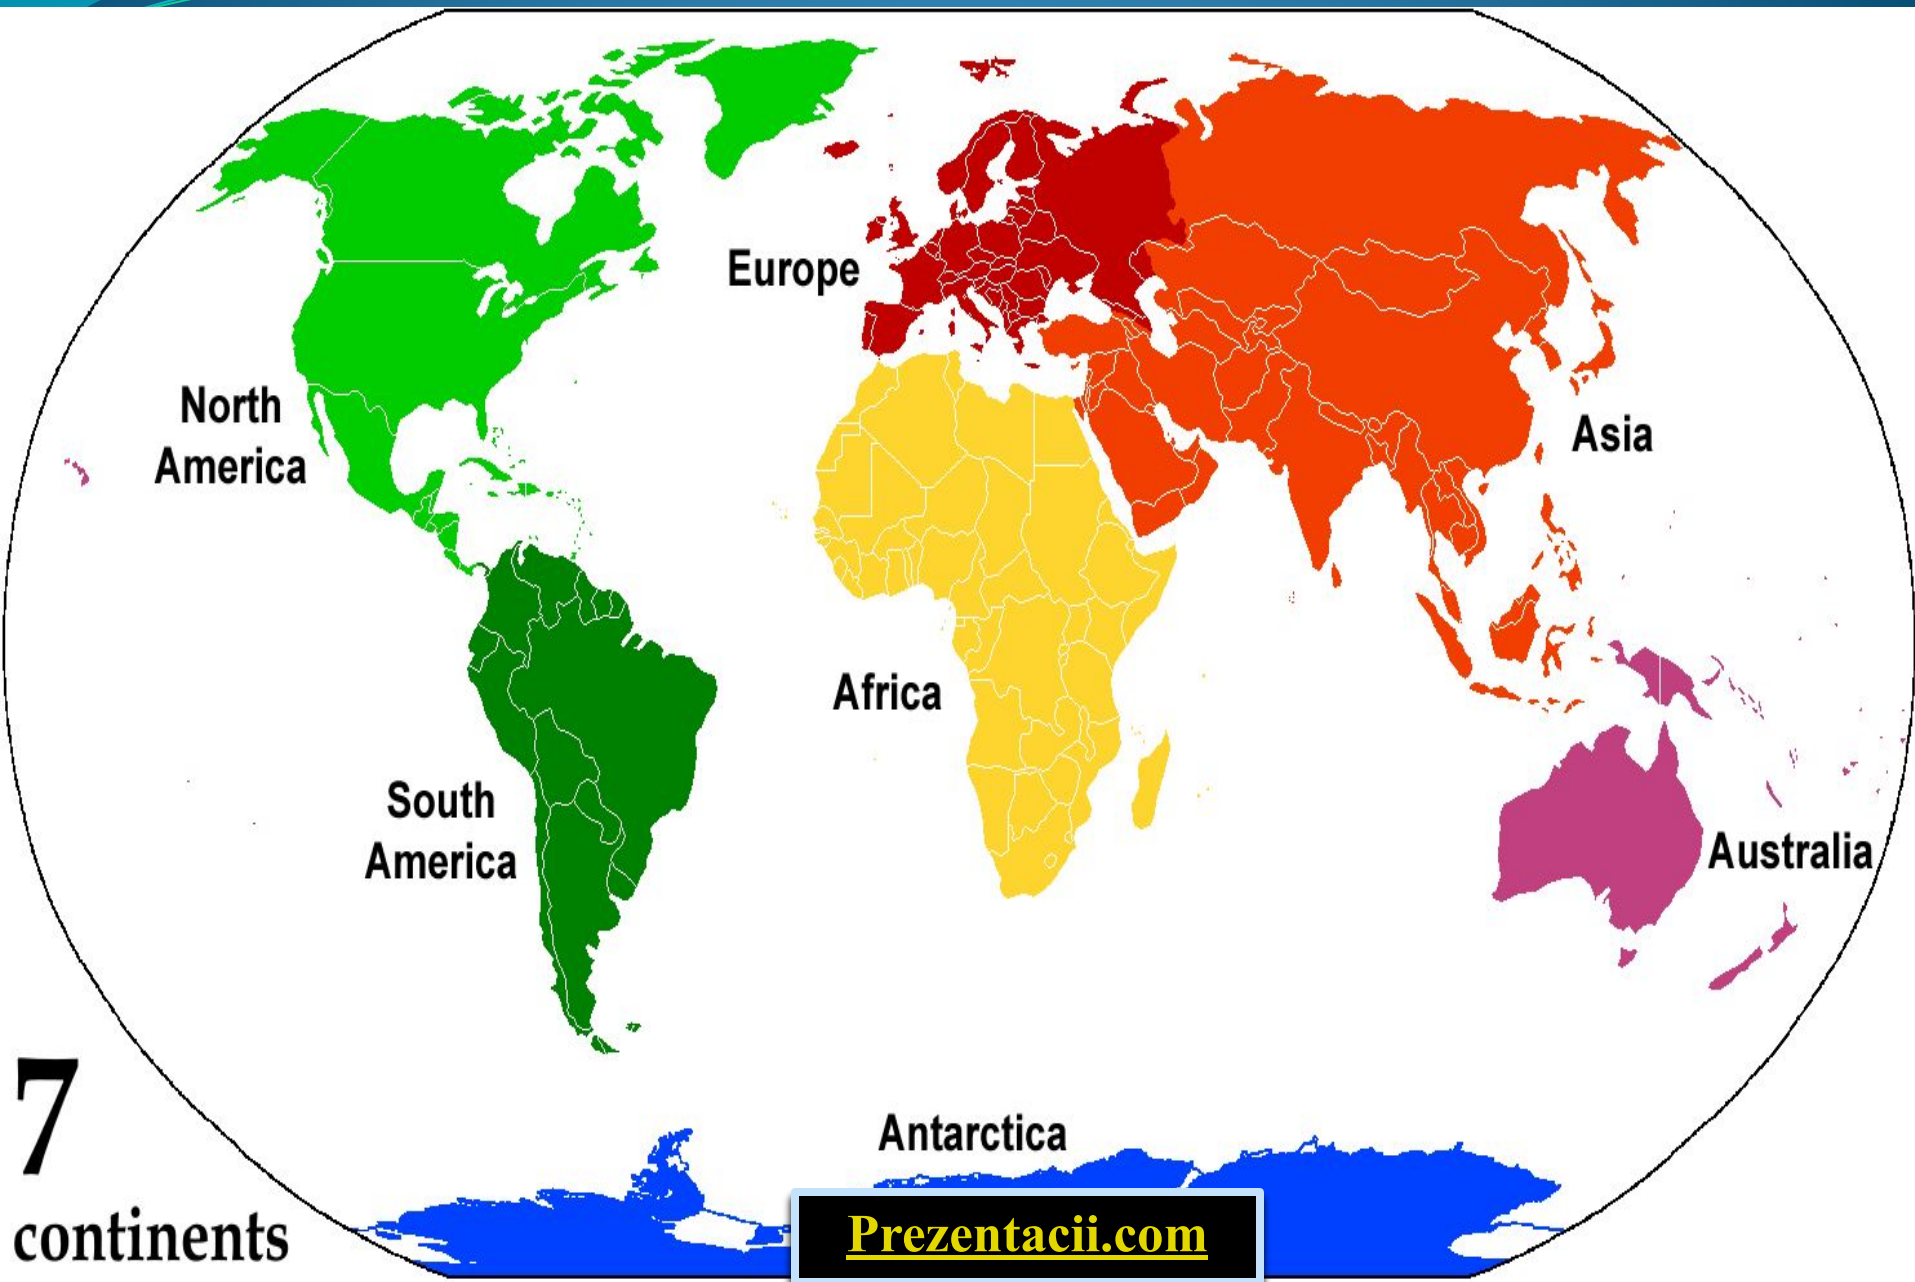 Europe
North
America
Asia
Africa
South
America
Australia
Antarctica
7
continents
Prezentacii.com